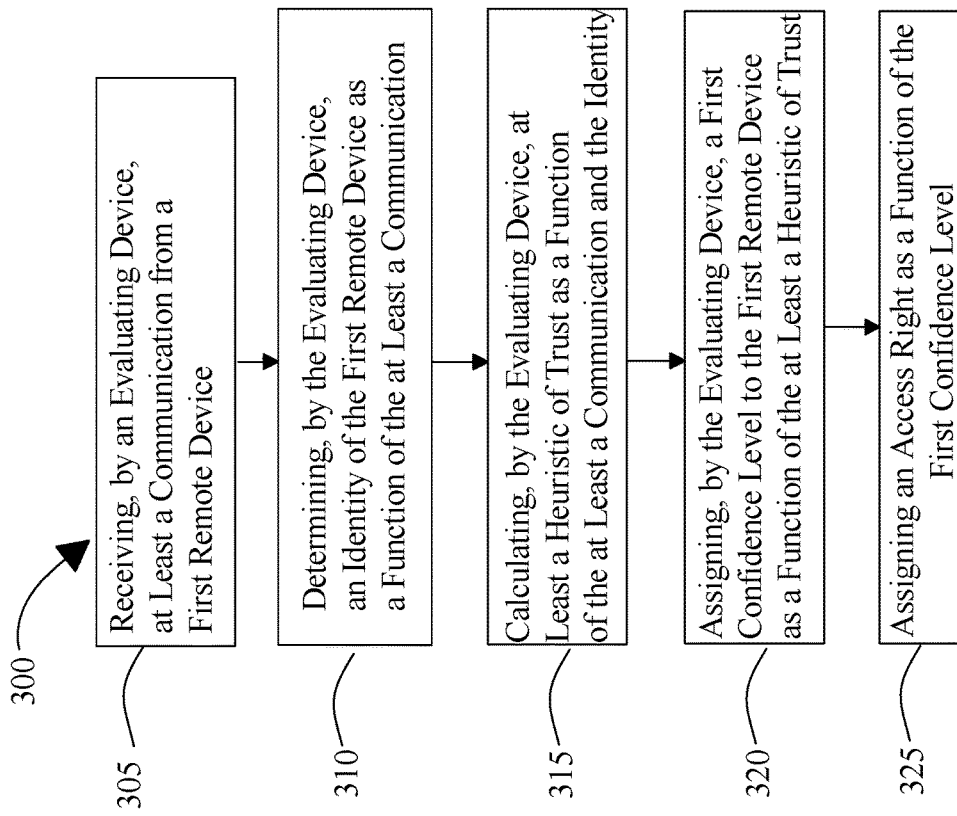 300
305
Receiving, by an Evaluating Device,
at Least a Communication from a
First Remote Device
310
Determining, by the Evaluating Device,
an Identity of the First Remote Device as
a Function of the at Least a Communication
315
Calculating, by the Evaluating Device, at
Least a Heuristic of Trust as a Function
of the at Least a Communication and the Identity
320
Assigning, by the Evaluating Device, a First
Confidence Level to the First Remote Device
as a Function of the at Least a Heuristic of Trust
325
Assigning an Access Right as a Function of the
First Confidence Level